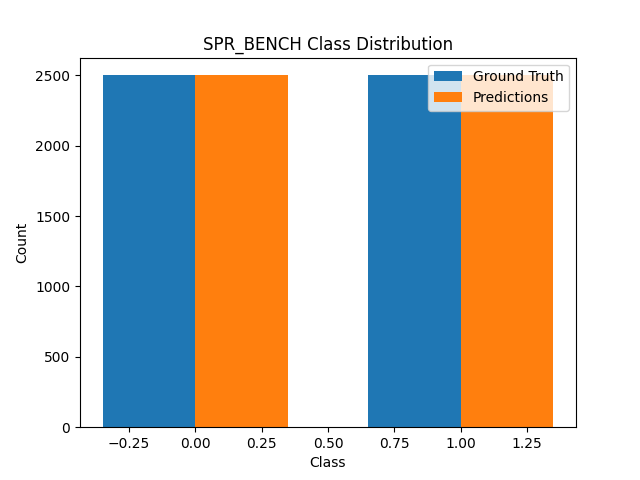 SPR_BENCH Class Distribution
Ground Truth
Predictions
2500
2000
1500
1000
500
0
Count
−0.25 0.00 0.25 0.50 0.75 1.00 1.25
Class